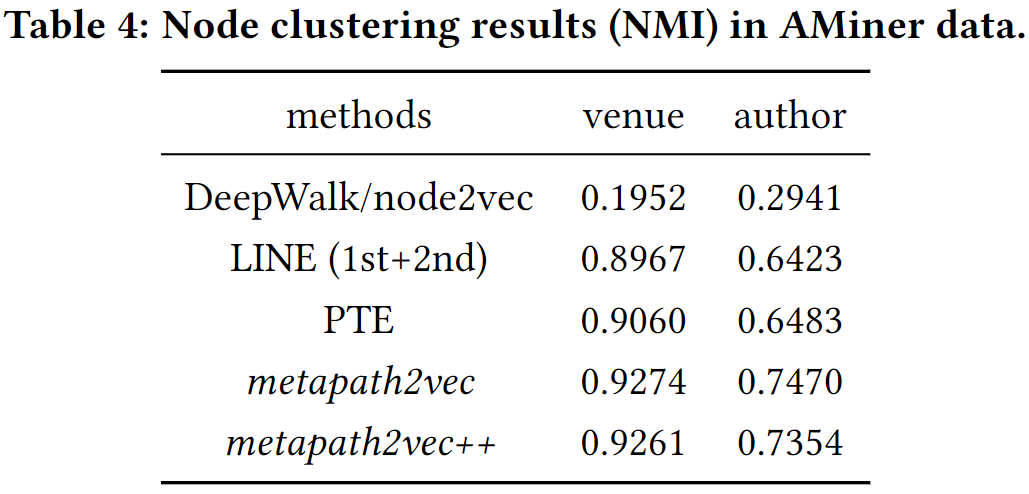 Table 4: Node clustering results (NMI) in AMiner data.
methods venue author
DeepWalk/node2vec 0.1952 0.2941
LINE (1st+2nd) 0.8967 0.6423
PTE 0.9060 0.6483
metapath2vec 0.9274 0.7470
metapath2vec++ 0.9261 0.7354